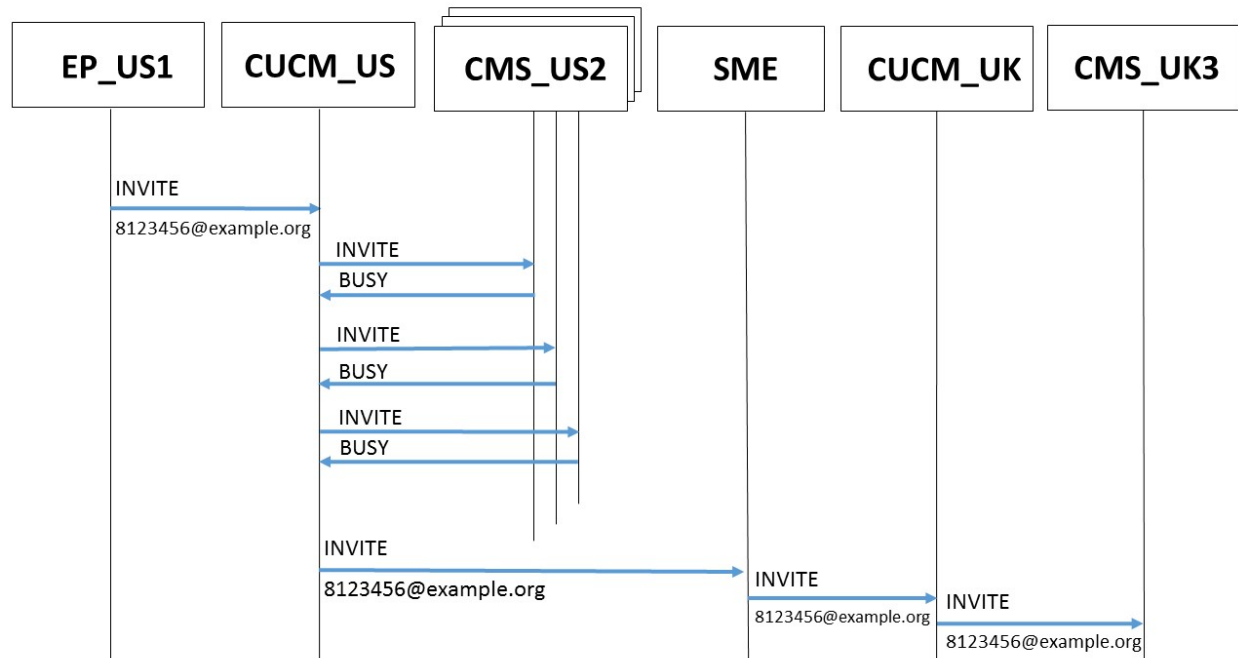 EP_US1
CUCM_US
CMS_US2
SME
CUCM_UK
CMS_UK3
INVITE
8123456@example.org
INVITE
BUSY
INVITE
BUSY
INVITE
BUSY
INVITE
8123456@example.org
INVITE
8123456@example.org
INVITE
8123456@example.org